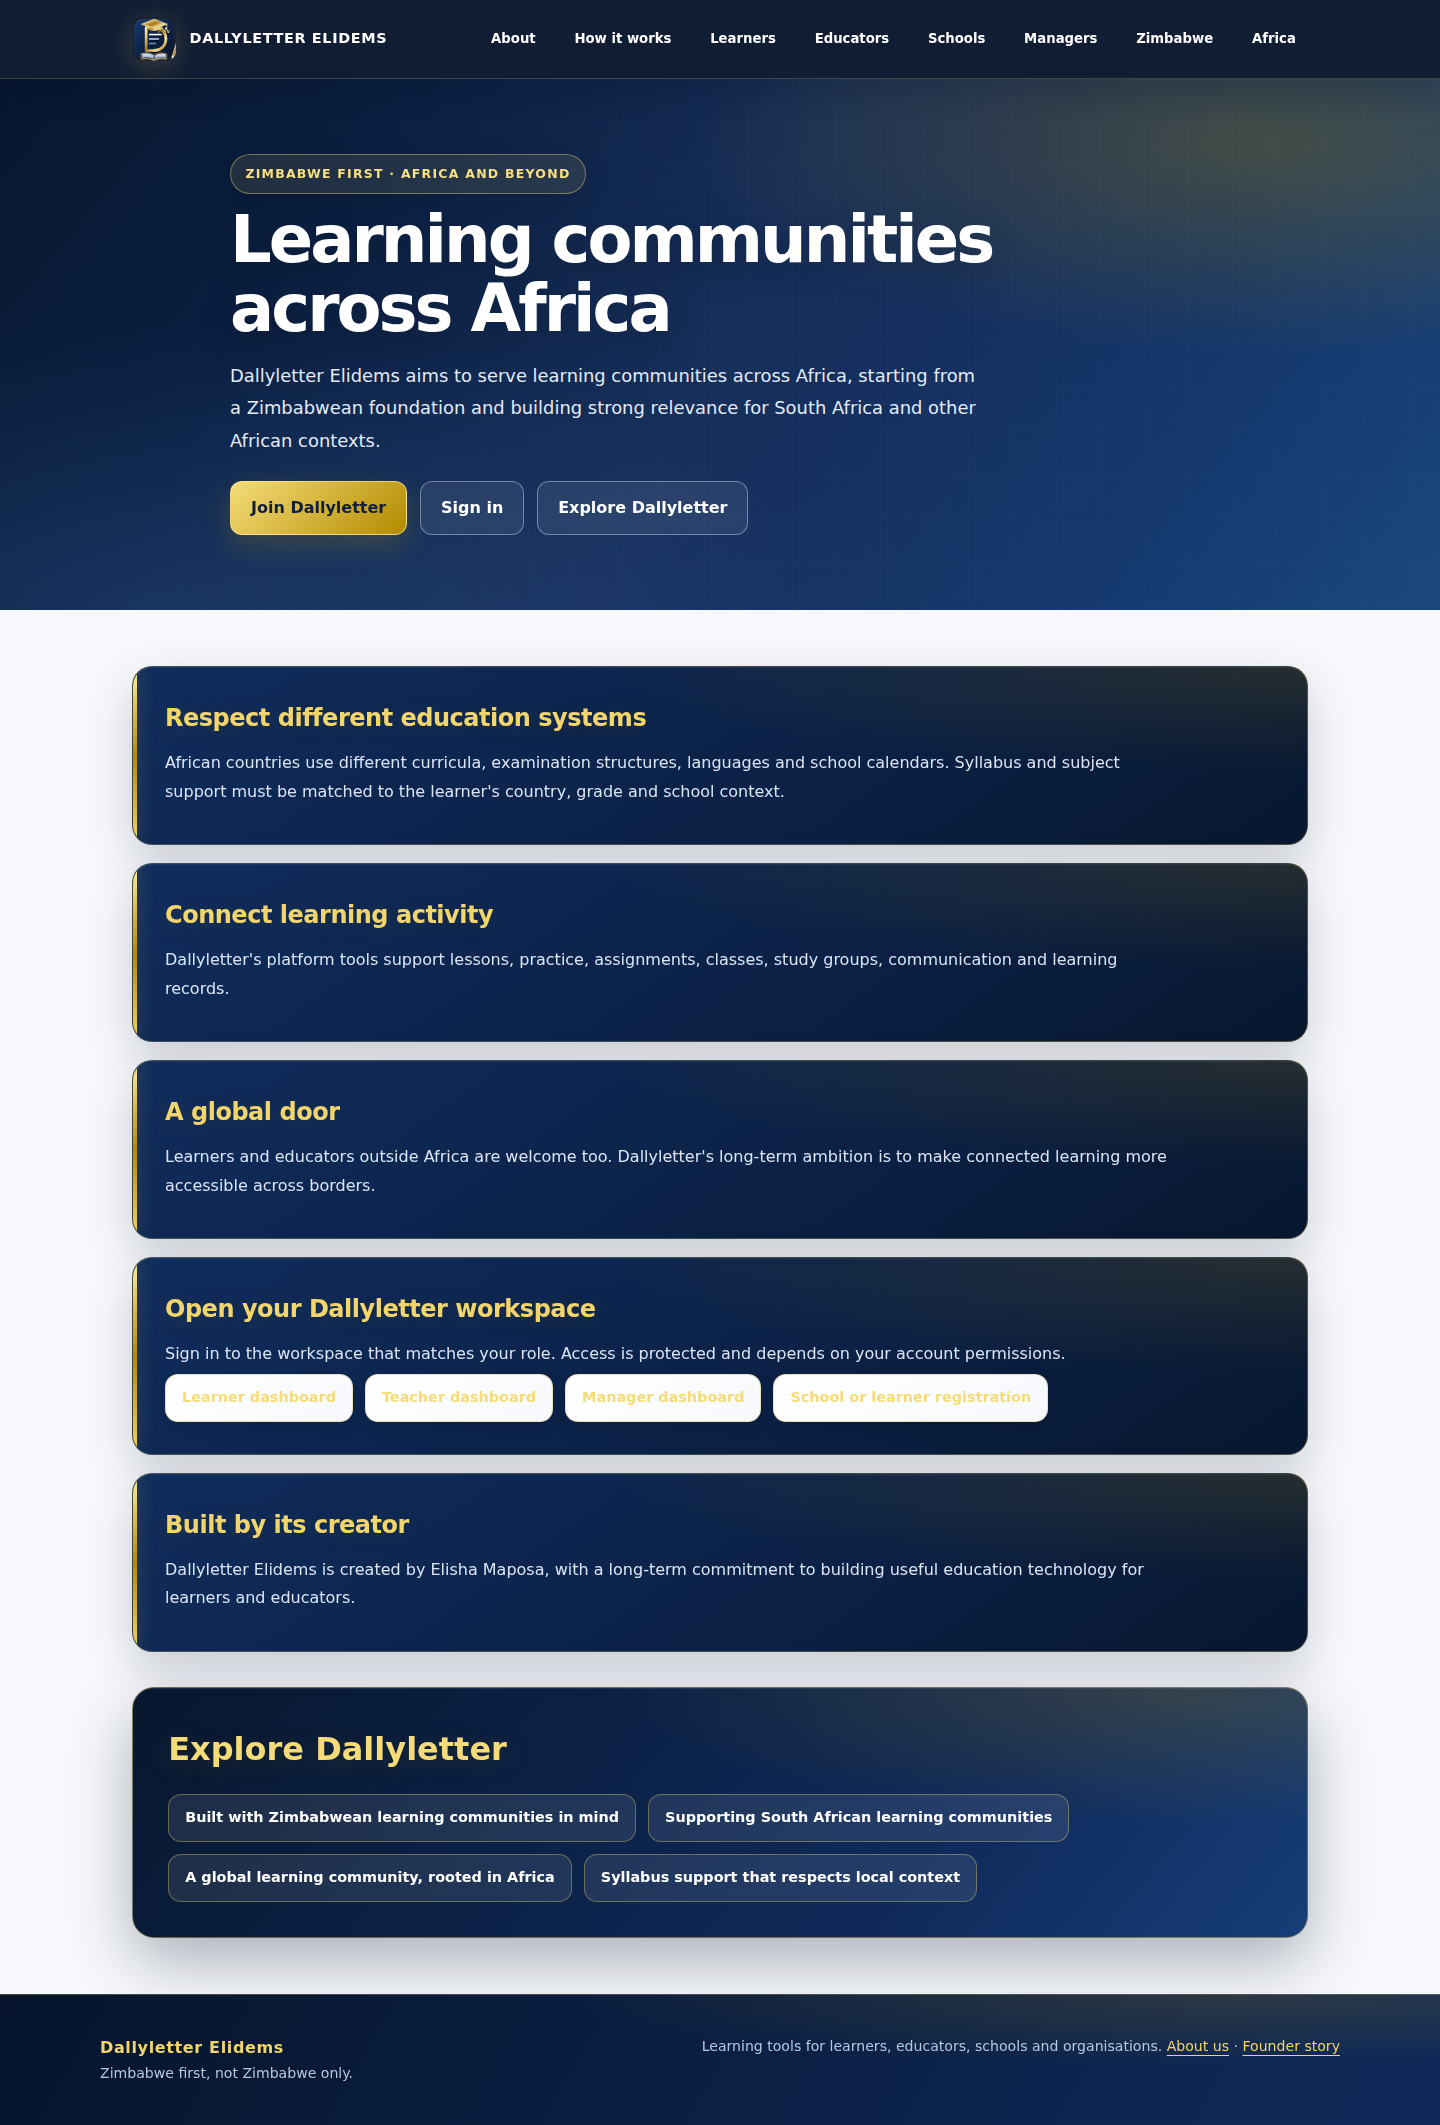 DALLYLETTER ELIDEMS
About
How it works
Learners
Educators
Schools
Managers
Zimbabwe
Africa
ZIMBABWE FIRST · AFRICA AND BEYOND
Learning communities
across Africa
Dallyletter Elidems aims to serve learning communities across Africa, starting from
a Zimbabwean foundation and building strong relevance for South Africa and other
African contexts.
Join Dallyletter
Sign in
Explore Dallyletter
Respect different education systems
African countries use different curricula, examination structures, languages and school calendars. Syllabus and subject
support must be matched to the learner's country, grade and school context.
Connect learning activity
Dallyletter's platform tools support lessons, practice, assignments, classes, study groups, communication and learning
records.
A global door
Learners and educators outside Africa are welcome too. Dallyletter's long-term ambition is to make connected learning more
accessible across borders.
Open your Dallyletter workspace
Sign in to the workspace that matches your role. Access is protected and depends on your account permissions.
Learner dashboard
Teacher dashboard
Manager dashboard
School or learner registration
Built by its creator
Dallyletter Elidems is created by Elisha Maposa, with a long-term commitment to building useful education technology for
learners and educators.
Explore Dallyletter
Built with Zimbabwean learning communities in mind
Supporting South African learning communities
A global learning community, rooted in Africa
Syllabus support that respects local context
Dallyletter Elidems
Zimbabwe first, not Zimbabwe only.
Learning tools for learners, educators, schools and organisations. About us · Founder story